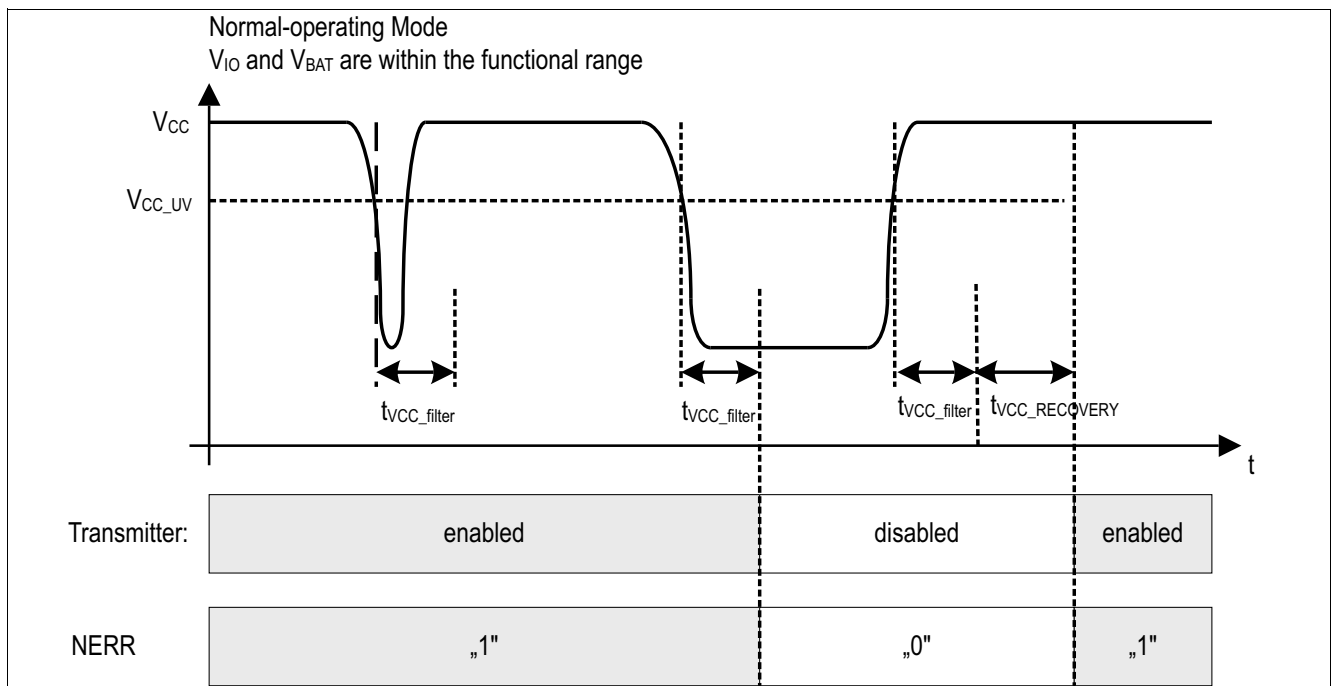 Normal-operating Mode
VIO and VBAT are within the functional range
VCC
VCC_UV
tVCC_filter
tVCC_filter
tVCC_filter
tVCC_RECOVERY
t
Transmitter:
enabled
disabled
enabled
NERR
„1"
„0"
„1"